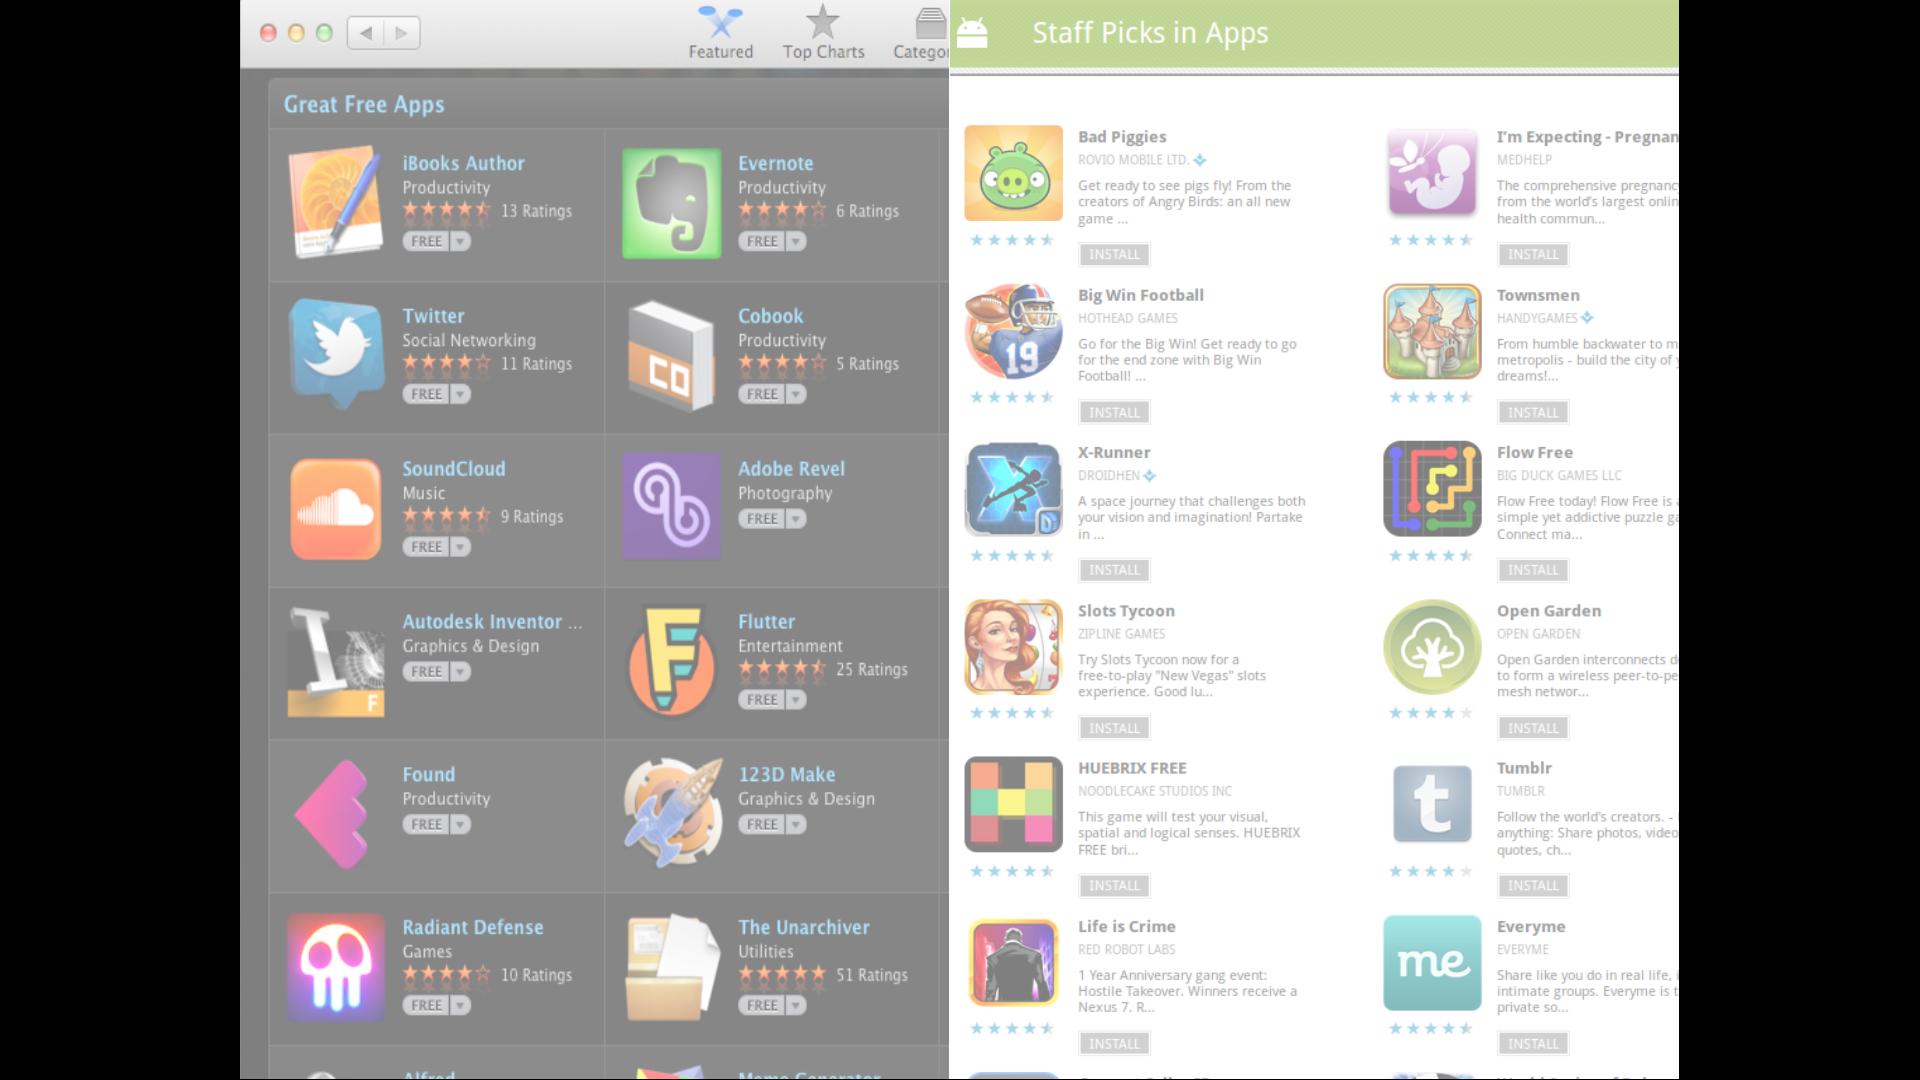 Featured
Top Charts
Catego
Great Free Apps
iBooks Author
Productivity
13 Ratings
FREE
Evernote
Productivity
6 Ratings
FREE
Twitter
Social Networking
11 Ratings
FREE
Cobook
Productivity
5 Ratings
FREE
CO
SoundCloud
Music
9 Ratings
FREE
Adobe Revel
Photography
FREE
Autodesk Inventor ...
Graphics & Design
FREE
I
F
Flutter
Entertainment
25 Ratings
FREE
F
Found
Productivity
FREE
123D Make
Graphics & Design
FREE
Radiant Defense
Games
10 Ratings
FREE
The Unarchiver
Utilities
51 Ratings
FREE
Staff Picks in Apps
Bad Piggies
ROVIO MOBILE LTD.
Get ready to see pigs fly! From the
creators of Angry Birds: an all new
game ...
INSTALL
I'm Expecting - Pregnan
MEDHELP
The comprehensive pregnanc
from the world's largest onlin
health commun...
INSTALL
19
Big Win Football
HOTHEAD GAMES
Go for the Big Win! Get ready to go
for the end zone with Big Win
Football! ...
INSTALL
Townsmen
HANDYGAMES
From humble backwater to m
metropolis - build the city of
dreams!...
INSTALL
X
D
X-Runner
DROIDHEN
A space journey that challenges both
your vision and imagination! Partake
in ...
INSTALL
Flow Free
BIG DUCK GAMES LLC
Flow Free today! Flow Free is
simple yet addictive puzzle ga
Connect ma...
INSTALL
Slots Tycoon
ZIPLINE GAMES
Try Slots Tycoon now for a
free-to-play "New Vegas" slots
experience. Good lu...
INSTALL
Open Garden
OPEN GARDEN
Open Garden interconnects d
to form a wireless peer-to-pe
mesh networ...
INSTALL
H
HUEBRIX FREE
NOODLECAKE STUDIOS INC
This game will test your visual,
spatial and logical senses. HUEBRIX
FREE bri...
INSTALL
t
Tumblr
TUMBLR
Follow the world's creators. -
anything: Share photos, video
quotes, ch...
INSTALL
Life is Crime
RED ROBOT LABS
1 Year Anniversary gang event:
Hostile Takeover. Winners receive a
Nexus 7. R...
INSTALL
me
Everyme
EVERYME
Share like you do in real life, i
intimate groups. Everyme is t
private so...
INSTALL
Alfred
Meme Generator